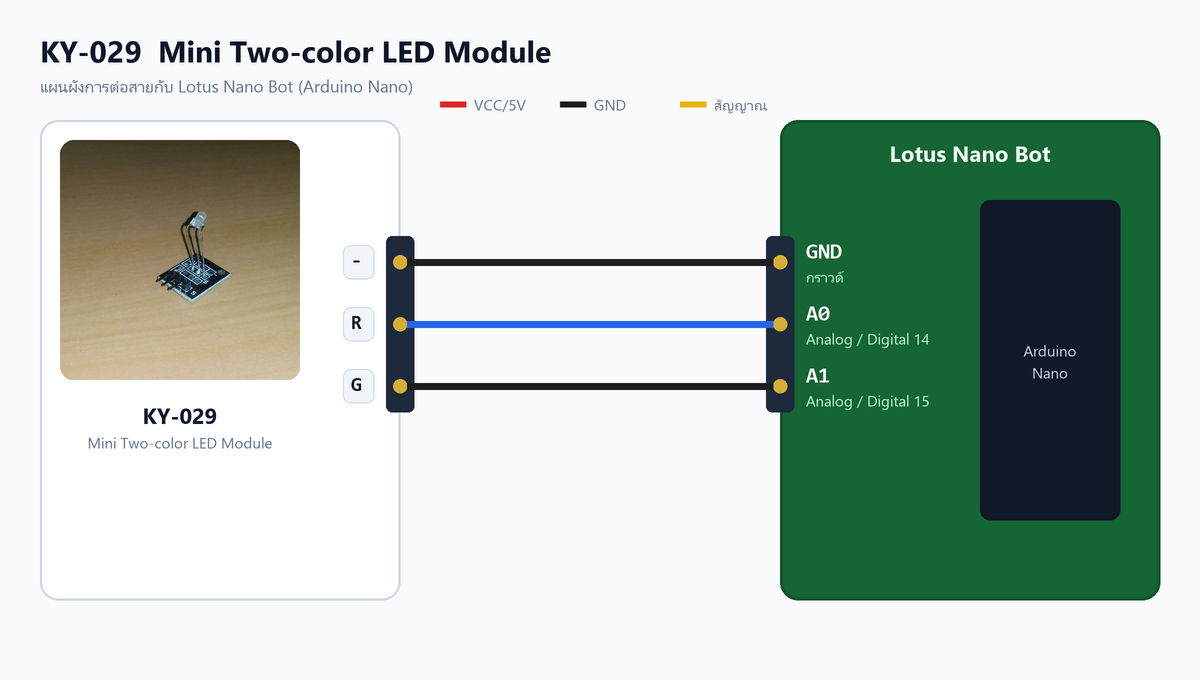 KY-029  Mini Two-color LED Module
แผนผังการต่อสายกับ Lotus Nano Bot (Arduino Nano)
VCC/5V
GND
สัญญาณ
-
R
G
KY-029
Mini Two-color LED Module
Lotus Nano Bot
GND
กราวด์
A0
Analog / Digital 14
A1
Analog / Digital 15
Arduino
Nano